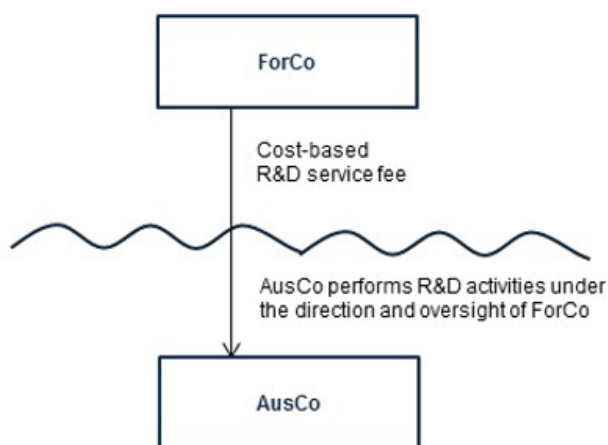 ForCo
Cost-based
R&D service fee
AusCo performs R&D activities under
the direction and oversight of ForCo
AusCo